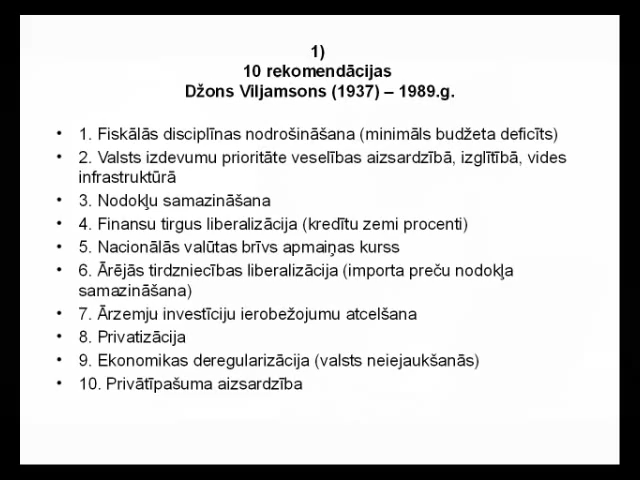 1)
10 rekomendācijas
Džons Viljamsons (1937) – 1989.g.
• 1. Fiskālās disciplīnas nodrošināšana (minimāls budžeta deficīts)
• 2. Valsts izdevumu prioritāte veselības aizsardzībā, izglītībā, vides
infrastruktūrā
• 3. Nodokļu samazināšana
• 4. Finansu tirgus liberalizācija (kredītu zemi procenti)
• 5. Nacionālās valūtas brīvs apmaiņas kurss
• 6. Ārējās tirdzniecības liberalizācija (importa preču nodokļa
samazināšana)
• 7. Ārzemju investīciju ierobežojumu atcelšana
• 8. Privatizācija
• 9. Ekonomikas deregularizācija (valsts neiejaukšanās)
• 10. Privātīpašuma aizsardzība